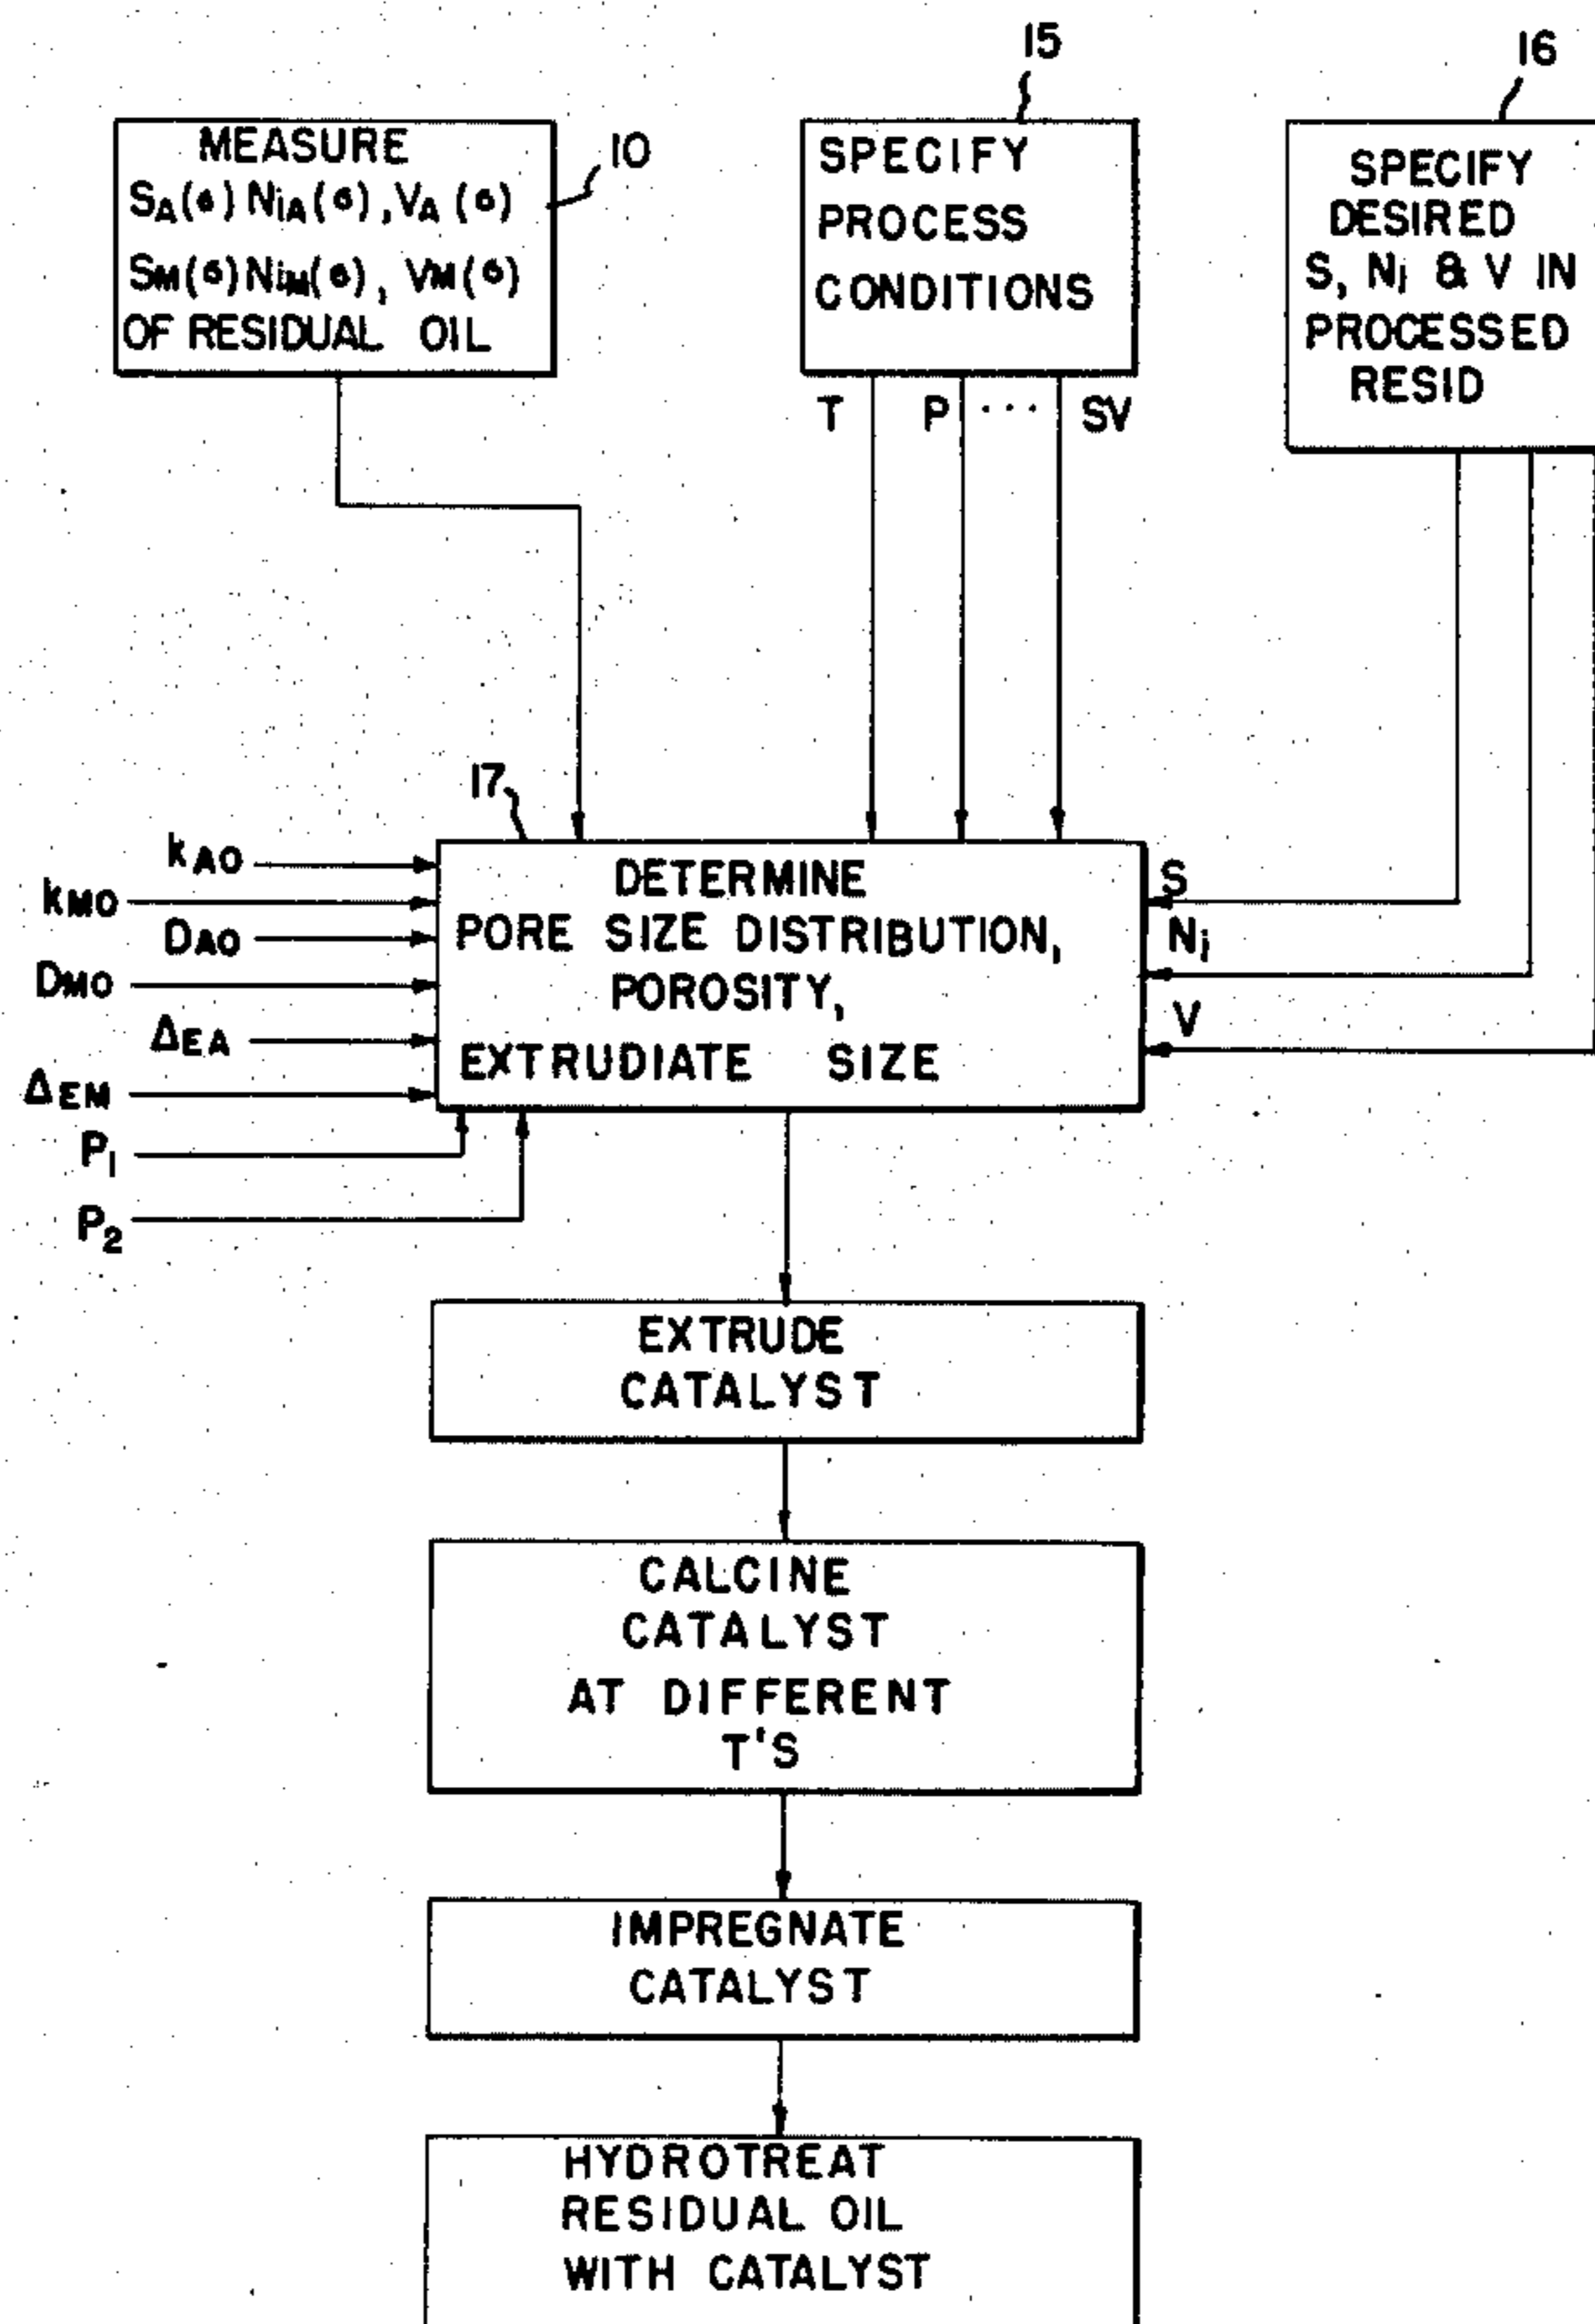 15
16
10
MEASURE
SA(σ) NiA(σ), VA (σ)
SM(σ) NiM(σ), VM(σ)
OF RESIDUAL OIL
SPECIFY
PROCESS
CONDITIONS
SPECIFY
DESIRED
S, Ni & V IN
PROCESSED
RESID
T P ··· SV
17
kAO
kMO
DAO
DMO
ΔEA
ΔEM
P1
P2
DETERMINE
PORE SIZE DISTRIBUTION,
POROSITY,
EXTRUDIATE SIZE
S
Ni
V
EXTRUDE
CATALYST
CALCINE
CATALYST
AT DIFFERENT
T'S
IMPREGNATE
CATALYST
HYDROTREAT
RESIDUAL OIL
WITH CATALYST